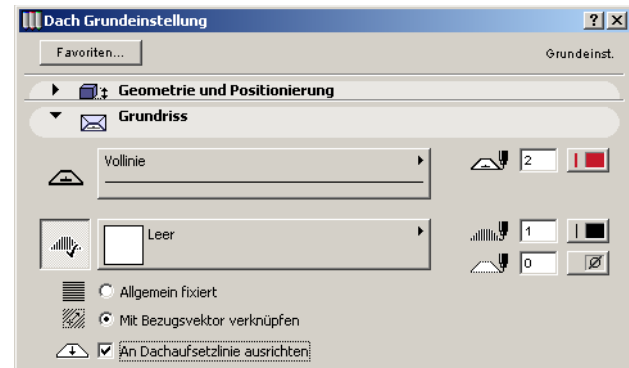 Dach Grundeinstellung
Favoriten...
Grundeinst.
Geometrie und Positionierung
Grundriss
Vollinie
2
Leer
1
0
Allgemein fixiert
Mit Bezugsvektor verknüpfen
An Dachaufsetzlinie ausrichten